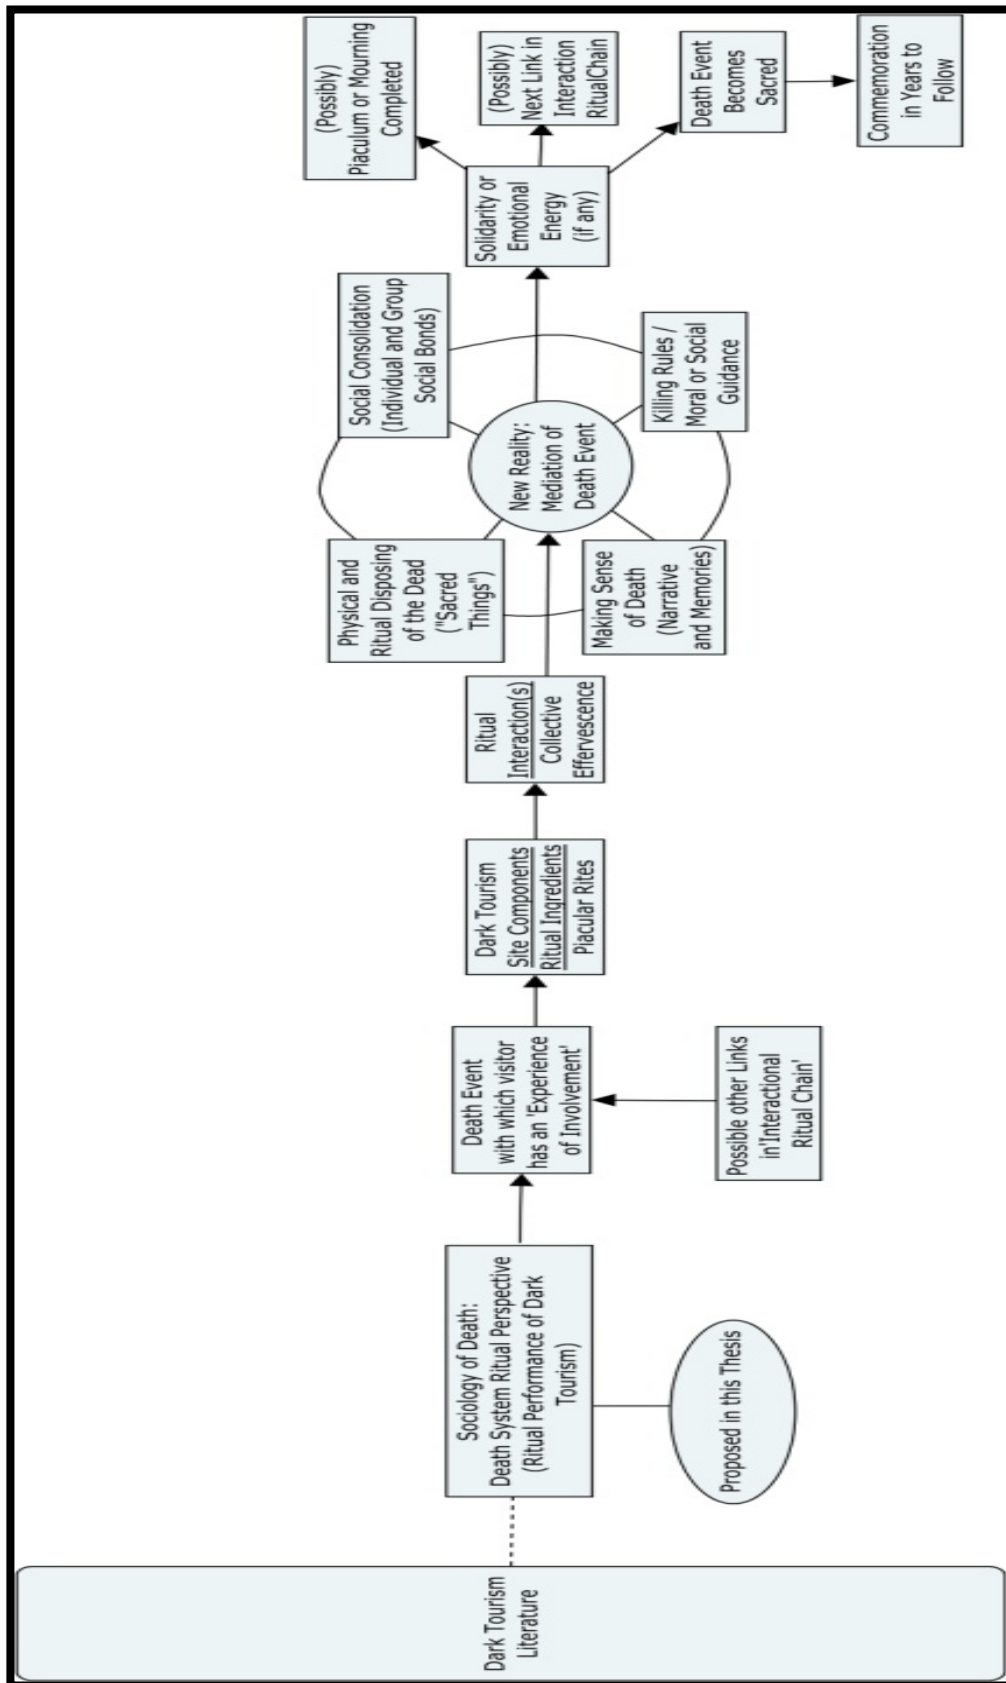 Dark Tourism
Literature
Sociology of Death:
Death System Ritual Perspective
(Ritual Performance of Dark
Tourism)
Proposed in this Thesis
Death Event
with which visitor
has an 'Experience
of Involvement'
Possible other Links
in'Interactional
Ritual Chain'
Dark Tourism
Site Components
Ritual Ingredients
Piacular Rites
Ritual
Interaction(s)
Collective
Effervescence
Physical and
Ritual Disposing
of the Dead
("Sacred
Things")
Making Sense
of Death
(Narrative
and Memories)
New Reality:
Mediation of
Death Event
Social Consolidation
(Individual and Group
Social Bonds)
Killing Rules /
Moral or Social
Guidance
Solidarity or
Emotional
Energy
(if any)
(Possibly)
Piaculum or Mourning
Completed
(Possibly)
Next Link in
Interaction
RitualChain
Death Event
Becomes
Sacred
Commemoration
in Years to
Follow